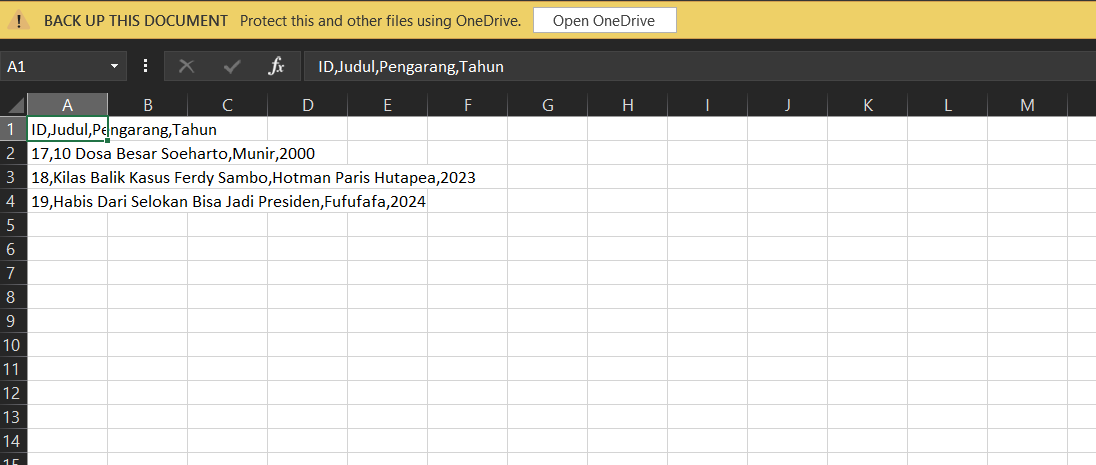 BACK UP THIS DOCUMENT Protect this and other files using OneDrive. Open OneDrive
A1 fx ID,Judul,Pengarang,Tahun
A B C D E F G H I J K L M
1 ID,Judul,Pengarang,Tahun
2 17,10 Dosa Besar Soeharto,Munir,2000
3 18,Kilas Balik Kasus Ferdy Sambo,Hotman Paris Hutapea,2023
4 19,Habis Dari Selokan Bisa Jadi Presiden,Fufufafa,2024
5
6
7
8
9
10
11
12
13
14
15